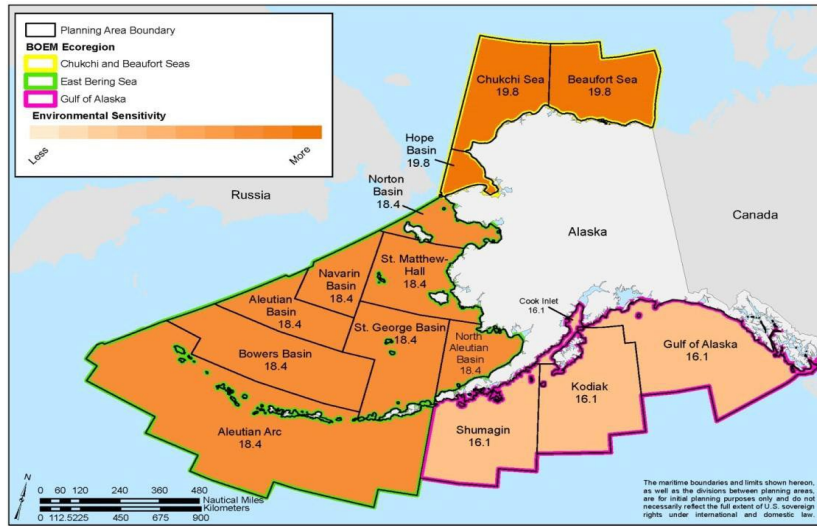 Planning Area Boundary
BOEM Ecoregion
Chukchi and Beaufort Seas
East Bering Sea
Gulf of Alaska
Environmental Sensitivity
Less
More
Russia
Canada
Alaska
Chukchi Sea
19.8
Beaufort Sea
19.8
Hope
Basin
19.8
Norton
Basin
18.4
St. Matthew-
Hall
18.4
Navarin
Basin
18.4
Aleutian
Basin
18.4
St. George Basin
18.4
Bowers Basin
18.4
North
Aleutian
Basin
18.4
Aleutian Arc
18.4
Cook Inlet
16.1
Gulf of Alaska
16.1
Kodiak
16.1
Shumagin
16.1
N
0 60 120 240 360 480
Nautical Miles
Kilometers
0 112.5225 450 675 900
The maritime boundaries and limits shown hereon,
as well as the divisions between planning areas,
are for initial planning purposes only and do not
necessarily reflect the full extent of U.S. sovereign
rights under international and domestic law.